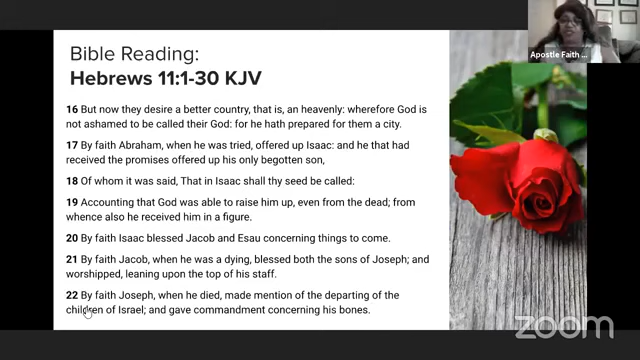 Bible Reading:
Hebrews 11:1-30 KJV
16 But now they desire a better country, that is, an heavenly: wherefore God is
not ashamed to be called their God: for he hath prepared for them a city.
17 By faith Abraham, when he was tried, offered up Isaac: and he that had
received the promises offered up his only begotten son,
18 Of whom it was said, That in Isaac shall thy seed be called:
19 Accounting that God was able to raise him up, even from the dead; from
whence also he received him in a figure.
20 By faith Isaac blessed Jacob and Esau concerning things to come.
21 By faith Jacob, when he was a dying, blessed both the sons of Joseph; and
worshipped, leaning upon the top of his staff.
22 By faith Joseph, when he died, made mention of the departing of the
children of Israel; and gave commandment concerning his bones.
Apostle Faith ...
zoom